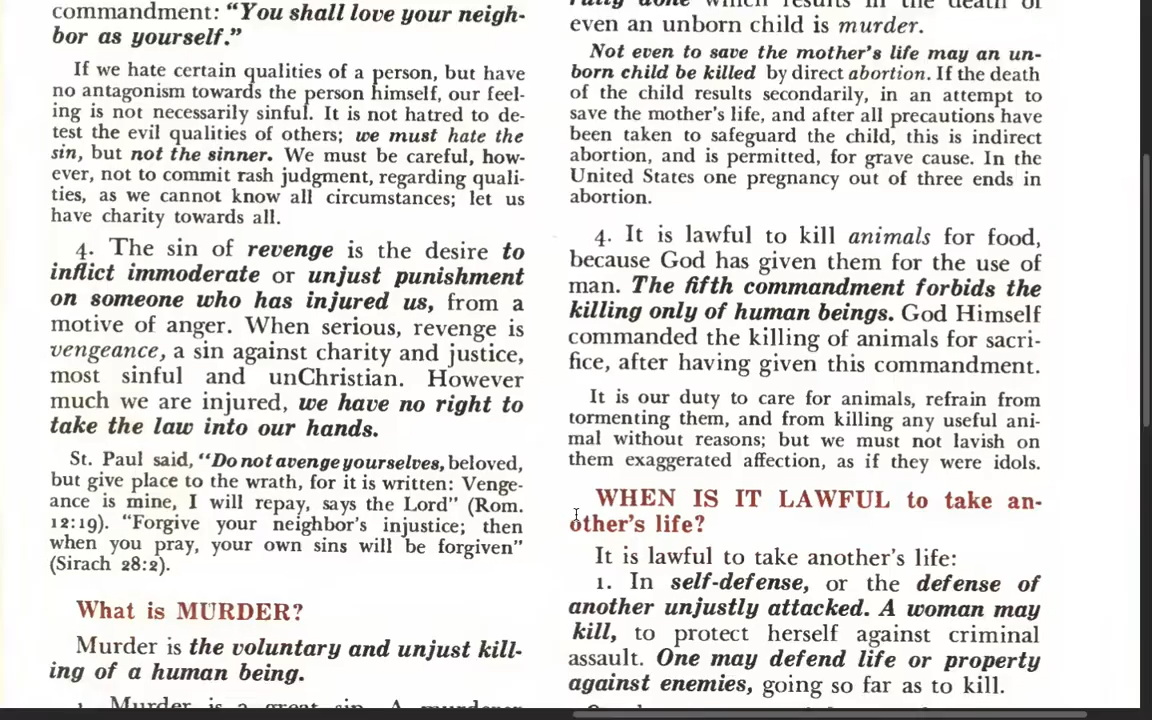 commandment: “You shall love your neigh-
bor as yourself.”
If we hate certain qualities of a person, but have
no antagonism towards the person himself, our feel-
ing is not necessarily sinful. It is not hatred to de-
test the evil qualities of others; we must hate the
sin, but not the sinner. We must be careful, how-
ever, not to commit rash judgment, regarding quali-
ties, as we cannot know all circumstances; let us
have charity towards all.
4. The sin of revenge is the desire to
inflict immoderate or unjust punishment
on someone who has injured us, from a
motive of anger. When serious, revenge is
vengeance, a sin against charity and justice,
most sinful and unChristian. However
much we are injured, we have no right to
take the law into our hands.
St. Paul said, “Do not avenge yourselves, beloved,
but give place to the wrath, for it is written: Venge-
ance is mine, I will repay, says the Lord” (Rom.
12:19). “Forgive your neighbor's injustice; then
when you pray, your own sins will be forgiven”
(Sirach 28:2).
What is MURDER?
Murder is the voluntary and unjust kill-
ing of a human being.
1. Murder is a great sin. A murderer
fully done which results in the death of
even an unborn child is murder.
Not even to save the mother's life may an un-
born child be killed by direct abortion. If the death
of the child results secondarily, in an attempt to
save the mother's life, and after all precautions have
been taken to safeguard the child, this is indirect
abortion, and is permitted, for grave cause. In the
United States one pregnancy out of three ends in
abortion.
4. It is lawful to kill animals for food,
because God has given them for the use of
man. The fifth commandment forbids the
killing only of human beings. God Himself
commanded the killing of animals for sacri-
fice, after having given this commandment.
It is our duty to care for animals, refrain from
tormenting them, and from killing any useful ani-
mal without reasons; but we must not lavish on
them exaggerated affection, as if they were idols.
WHEN IS IT LAWFUL to take an-
other's life?
It is lawful to take another's life:
1. In self-defense, or the defense of
another unjustly attacked. A woman may
kill, to protect herself against criminal
assault. One may defend life or property
against enemies, going so far as to kill.